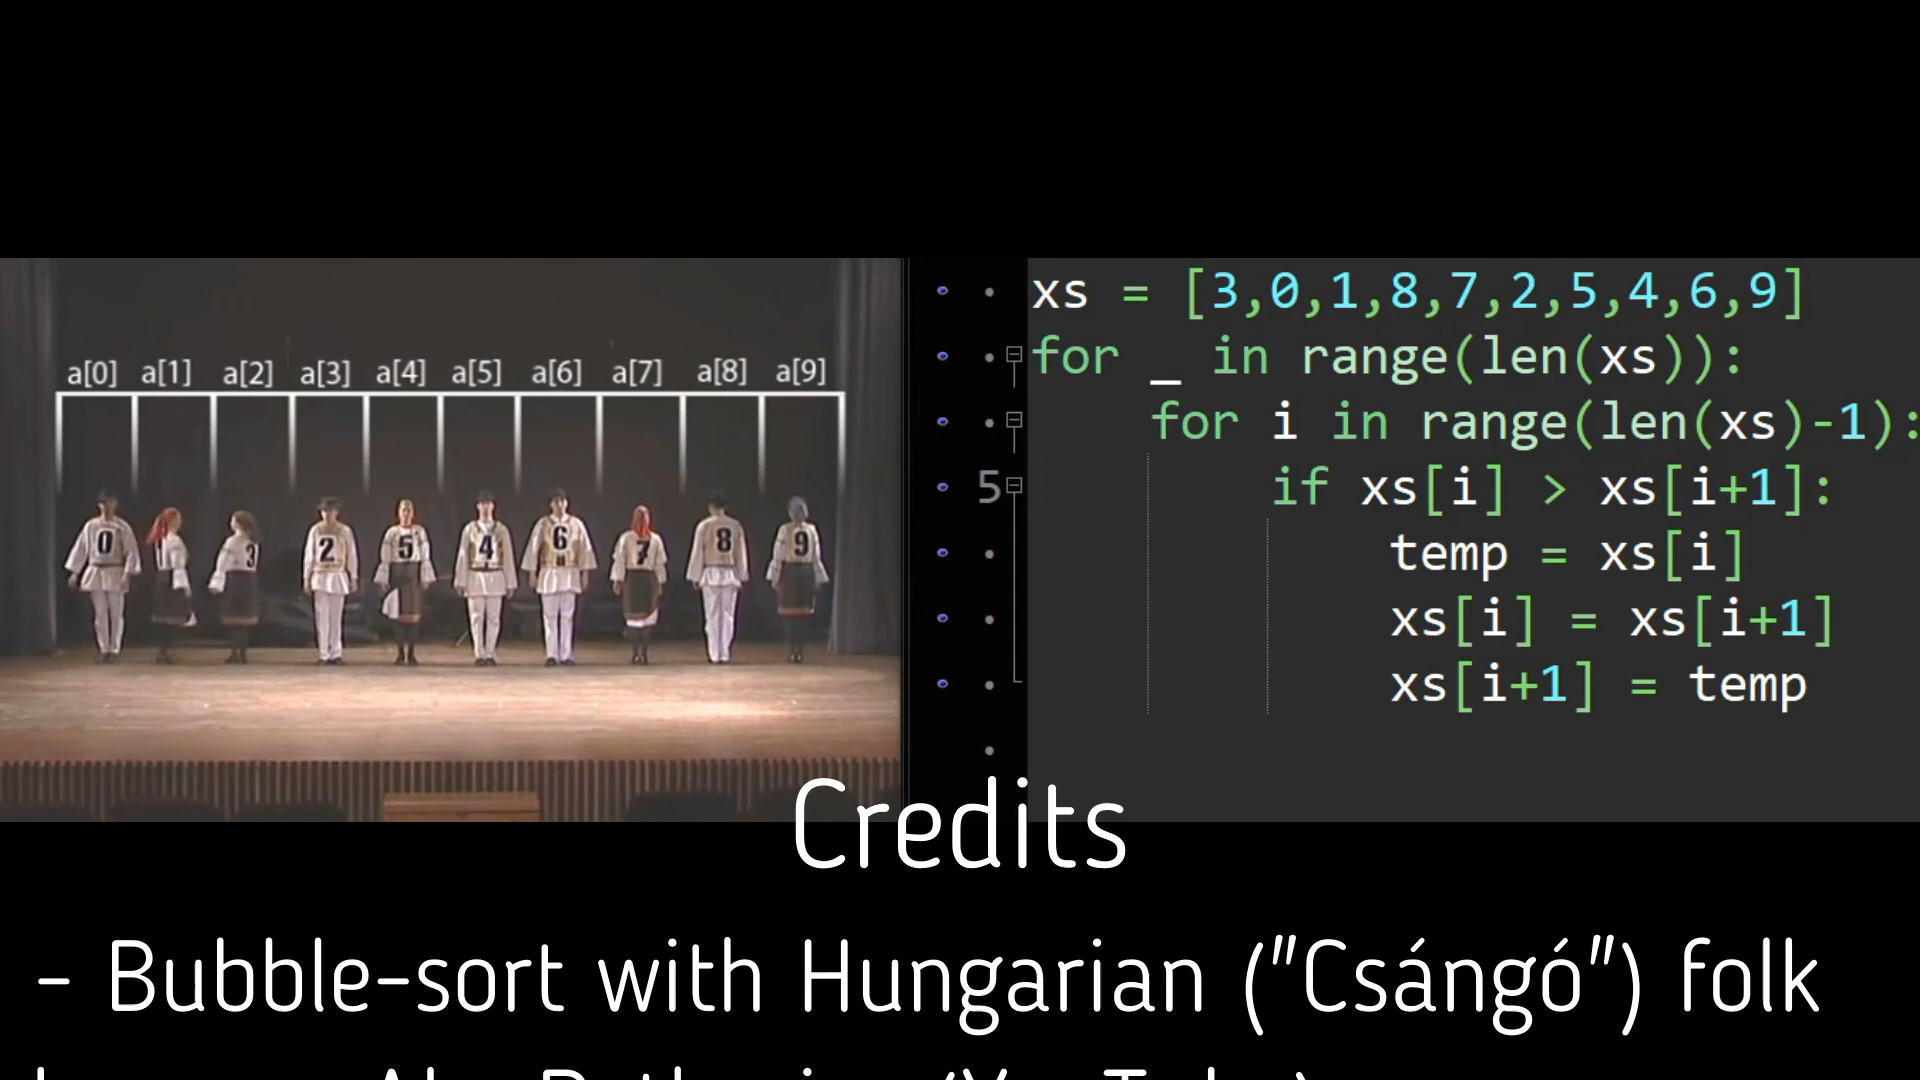 a[0] a[1] a[2] a[3] a[4] a[5] a[6] a[7] a[8] a[9]
0 1 3 2 5 4 6 7 8 9
xs = [3,0,1,8,7,2,5,4,6,9]
for _ in range(len(xs)):
for i in range(len(xs)-1):
5 if xs[i] > xs[i+1]:
temp = xs[i]
xs[i] = xs[i+1]
xs[i+1] = temp
Credits
- Bubble-sort with Hungarian ("Csángó") folk